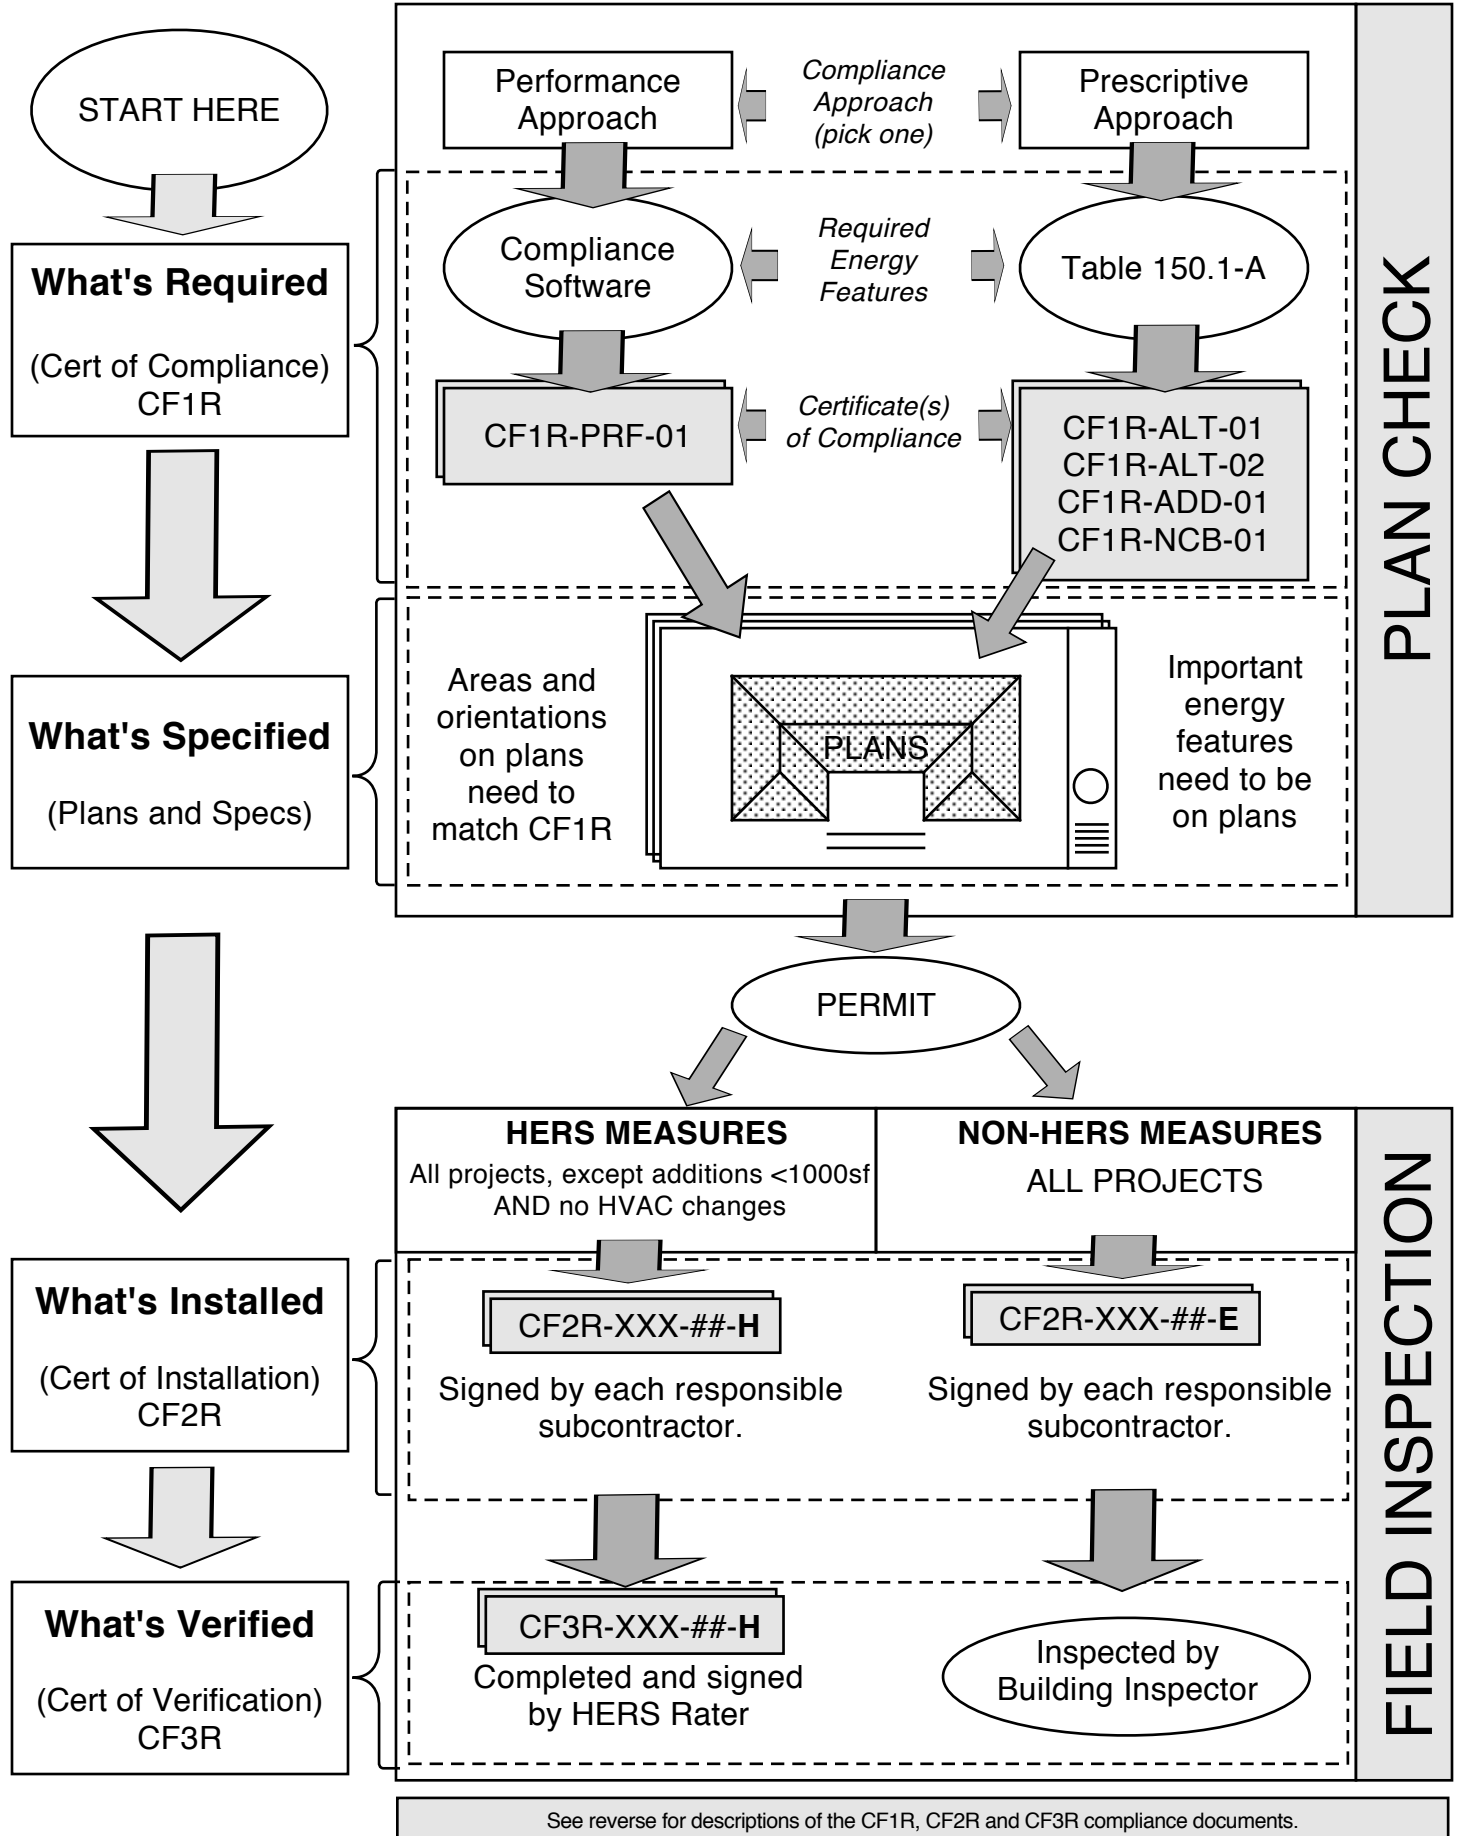 START HERE
What's Required
(Cert of Compliance)
CF1R
What's Specified
(Plans and Specs)
What's Installed
(Cert of Installation)
CF2R
What's Verified
(Cert of Verification)
CF3R
Performance
Approach
Compliance
Approach
(pick one)
Prescriptive
Approach
Compliance
Software
Required
Energy
Features
Table 150.1-A
CF1R-PRF-01
Certificate(s)
of Compliance
CF1R-ALT-01
CF1R-ALT-02
CF1R-ADD-01
CF1R-NCB-01
Areas and
orientations
on plans
need to
match CF1R
PLANS
Important
energy
features
need to be
on plans
PLAN CHECK
PERMIT
HERS MEASURES
All projects, except additions <1000sf
AND no HVAC changes
NON-HERS MEASURES
ALL PROJECTS
CF2R-XXX-##-H
Signed by each responsible
subcontractor.
CF2R-XXX-##-E
Signed by each responsible
subcontractor.
CF3R-XXX-##-H
Completed and signed
by HERS Rater
Inspected by
Building Inspector
FIELD INSPECTION
See reverse for descriptions of the CF1R, CF2R and CF3R compliance documents.